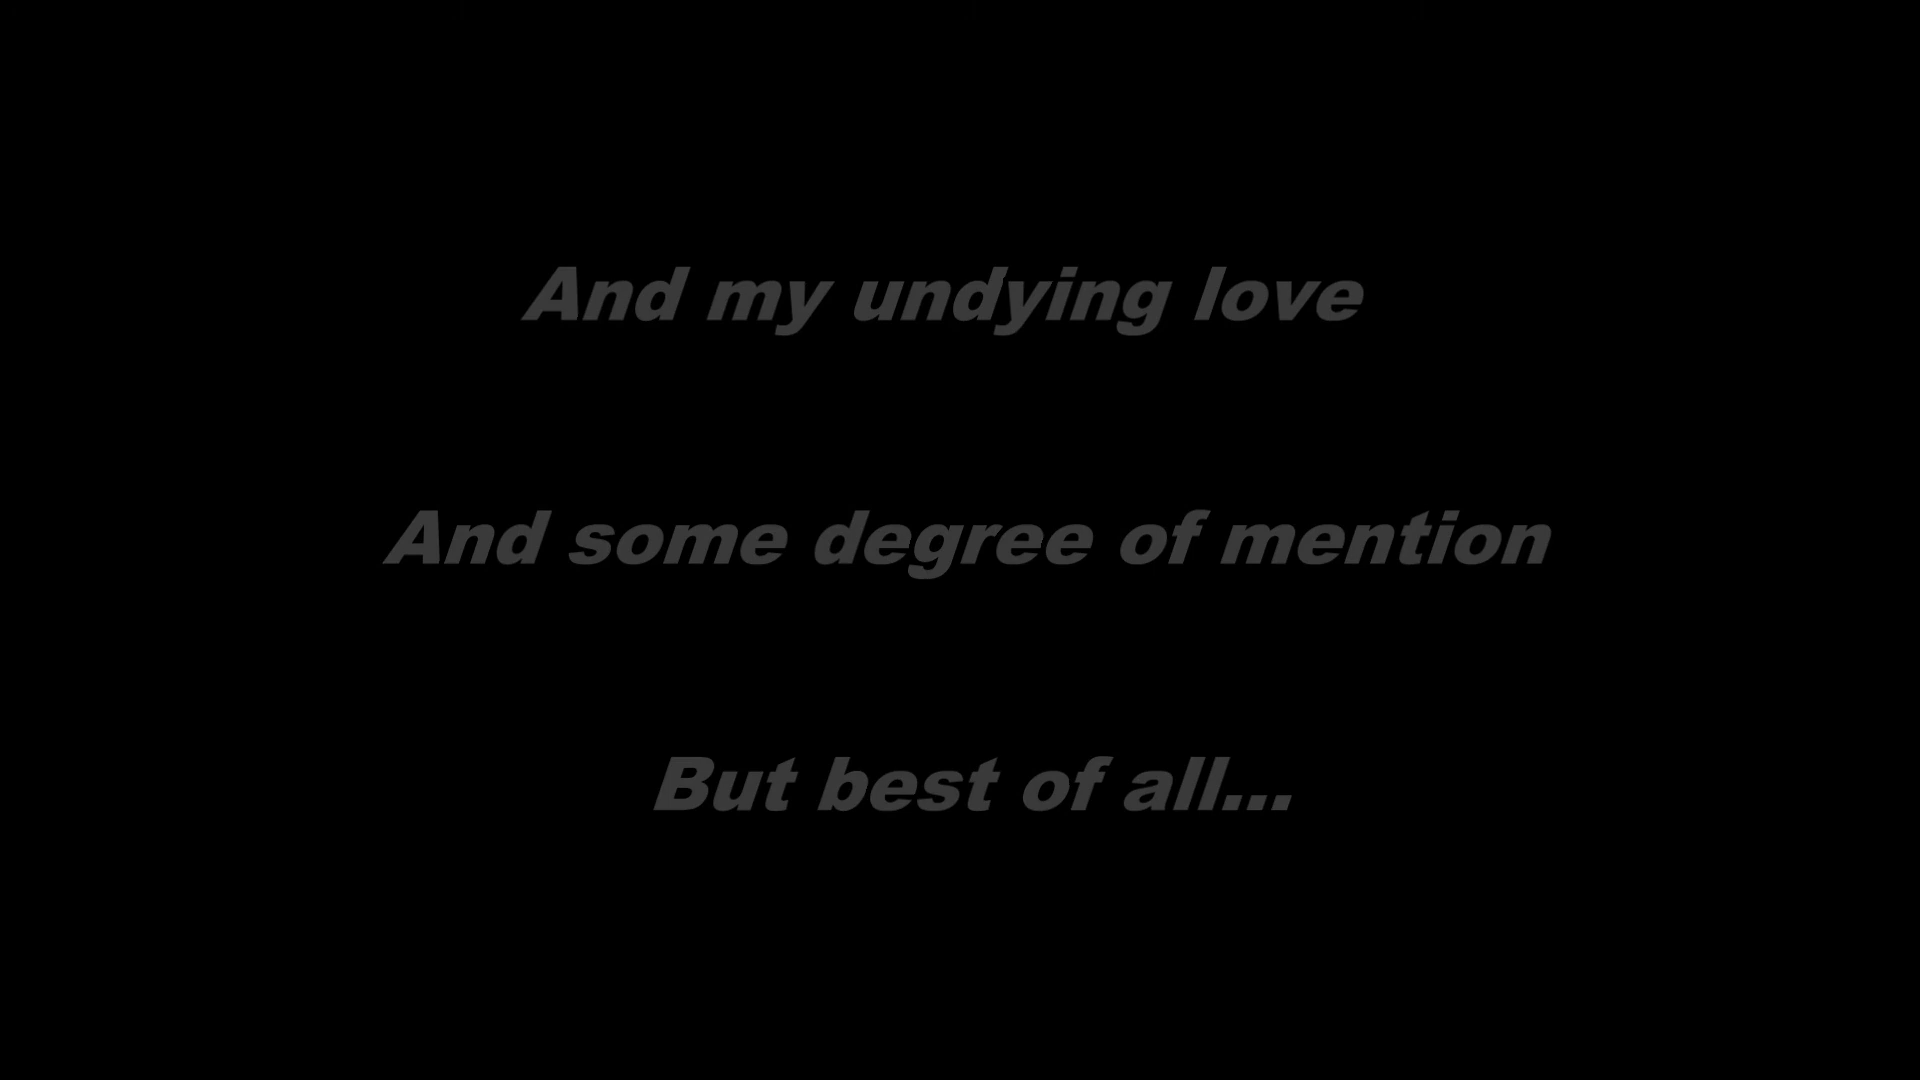 And my undying love
And some degree of mention
But best of all...